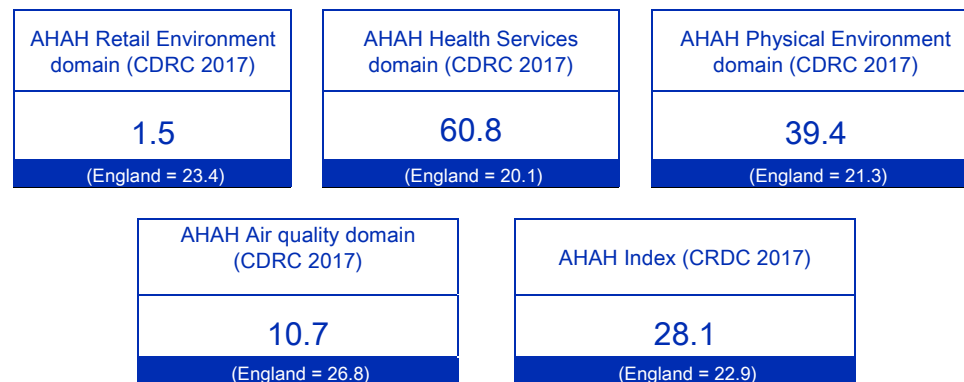 AHAH Retail Environment
domain (CDRC 2017)
1.5
(England = 23.4)
AHAH Health Services
domain (CDRC 2017)
60.8
(England = 20.1)
AHAH Physical Environment
domain (CDRC 2017)
39.4
(England = 21.3)
AHAH Air quality domain
(CDRC 2017)
10.7
(England = 26.8)
AHAH Index (CRDC 2017)
28.1
(England = 22.9)